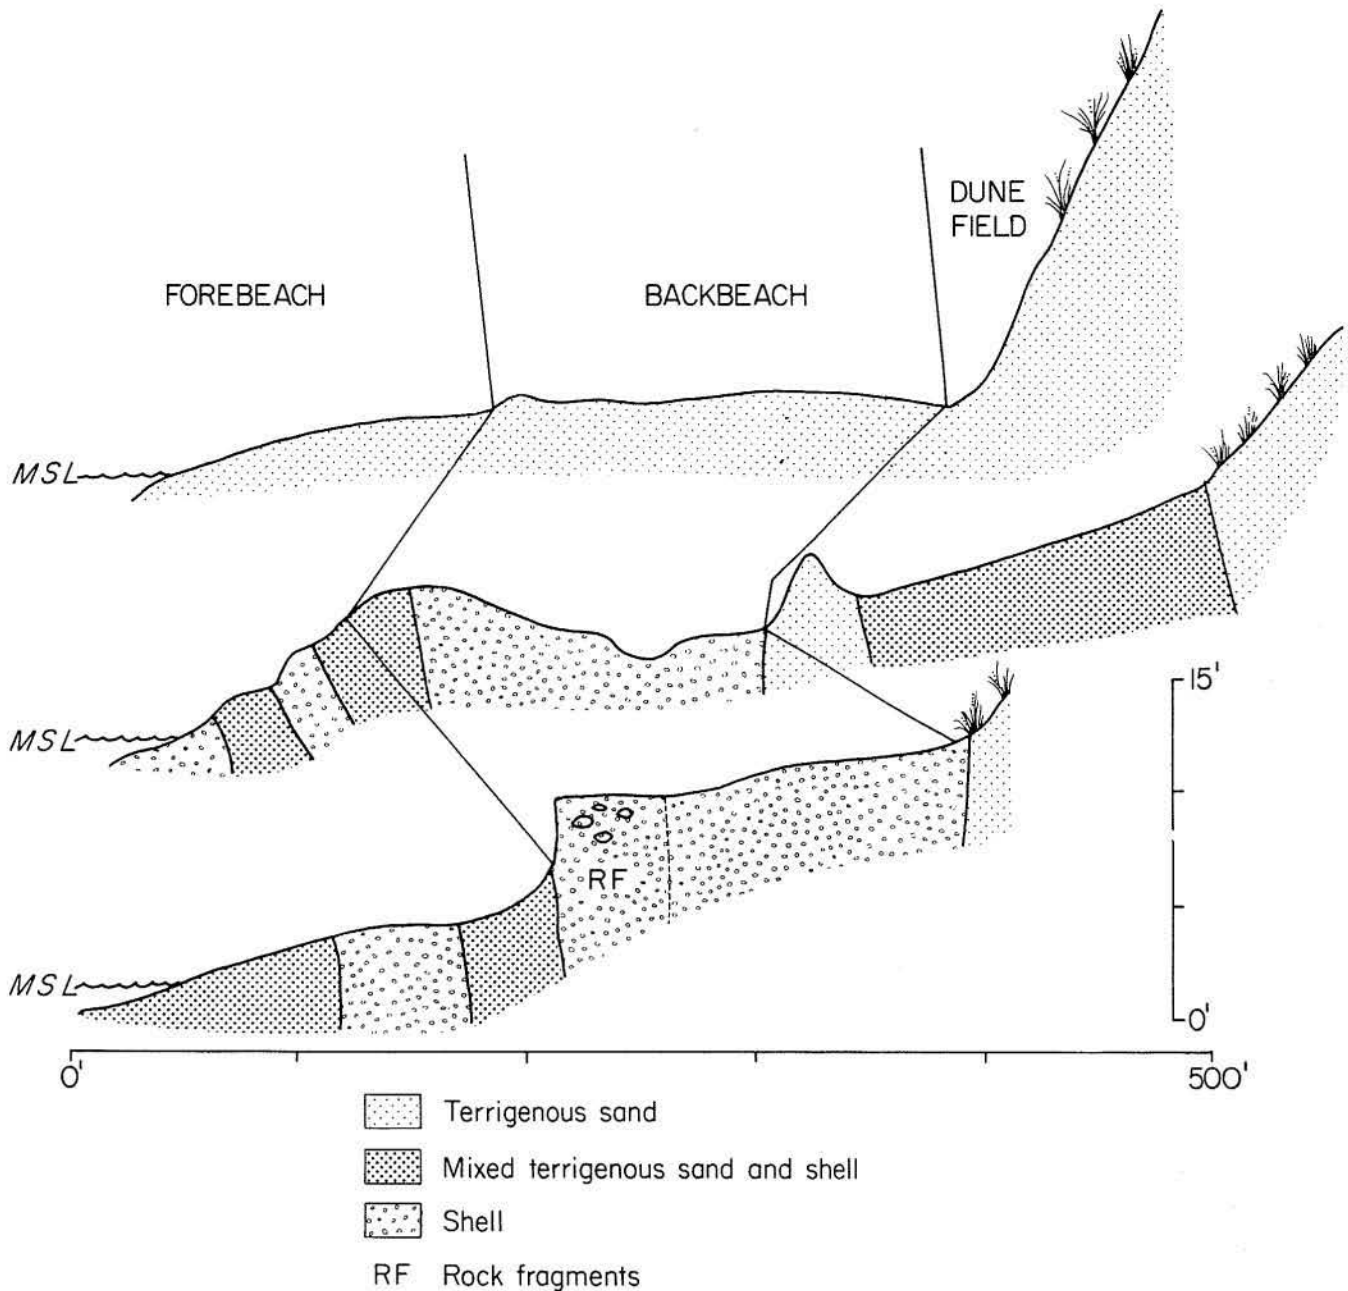 DUNE
FIELD
FOREBEACH
BACKBEACH
MSL
MSL
15'
MSL
RF
0'
0'
500'
Terrigenous sand
Mixed terrigenous sand and shell
Shell
RF Rock fragments